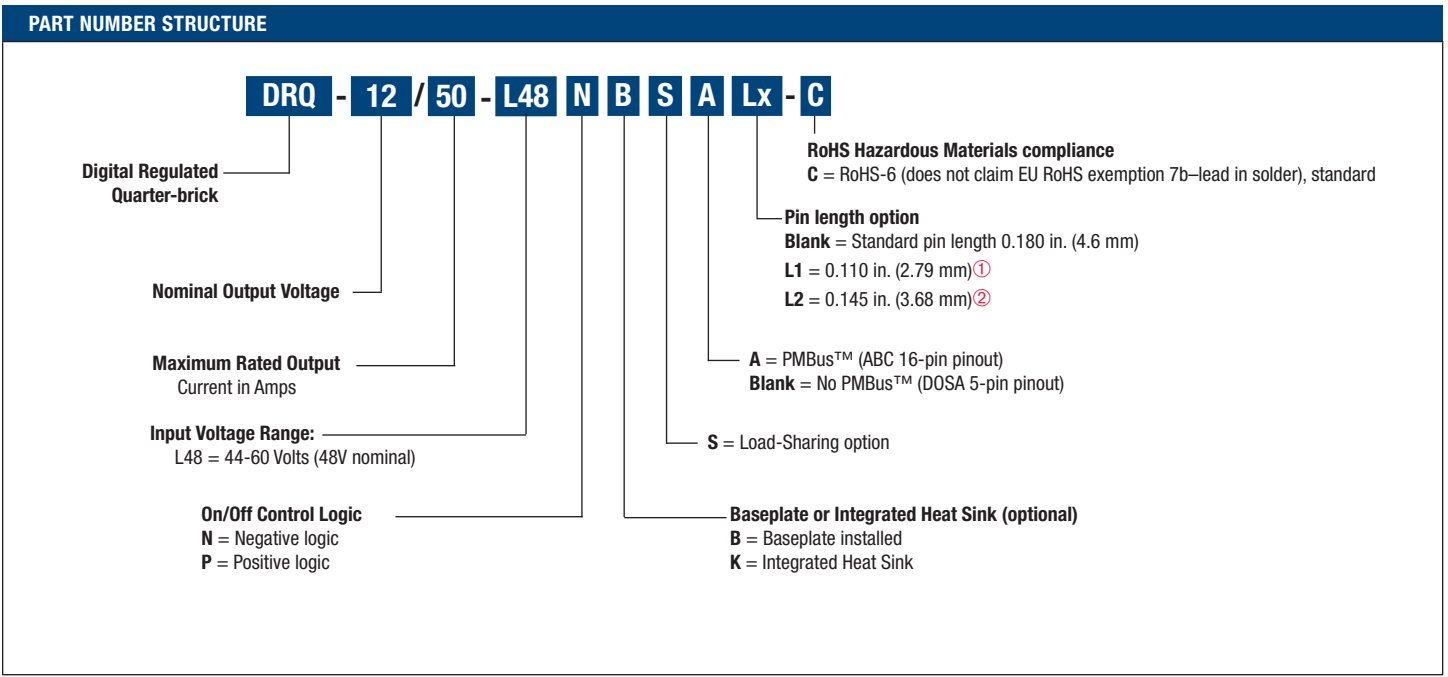 PART NUMBER STRUCTURE
DRQ - 12 / 50 - L48 N B S A Lx - C
RoHS Hazardous Materials compliance
C = RoHS-6 (does not claim EU RoHS exemption 7b–lead in solder), standard
Digital Regulated
Quarter-brick
Pin length option
Blank = Standard pin length 0.180 in. (4.6 mm)
L1 = 0.110 in. (2.79 mm)①
L2 = 0.145 in. (3.68 mm)②
Nominal Output Voltage
Maximum Rated Output
Current in Amps
A = PMBus™ (ABC 16-pin pinout)
Blank = No PMBus™ (DOSA 5-pin pinout)
Input Voltage Range:
L48 = 44-60 Volts (48V nominal)
S = Load-Sharing option
On/Off Control Logic
N = Negative logic
P = Positive logic
Baseplate or Integrated Heat Sink (optional)
B = Baseplate installed
K = Integrated Heat Sink